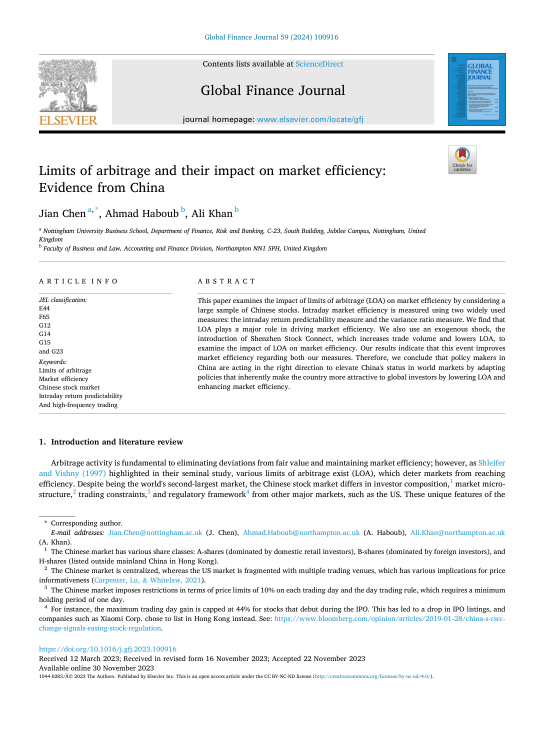 Global Finance Journal 59 (2024) 100916
Contents lists available at ScienceDirect
Global Finance Journal
journal homepage: www.elsevier.com/locate/gfj
ELSEVIER
GLOBAL
FINANCE
JOURNAL
Check for
updates
Limits of arbitrage and their impact on market efficiency:
Evidence from China
Jian Chen a,*, Ahmad Haboub b, Ali Khan b
a Nottingham University Business School, Department of Finance, Risk and Banking. C-23, South Building, Jubilee Campus, Nottingham, United
Kingdom
b Faculty of Business and Law, Accounting and Finance Division, Northampton NN1 5PH, United Kingdom
ARTICLE INFO
JEL classification:
E44
F65
G12
G14
G15
and G23
Keywords:
Limits of arbitrage
Market efficiency
Chinese stock market
Intraday return predictability
And high-frequency trading
ABSTRACT
This paper examines the impact of limits of arbitrage (LOA) on market efficiency by considering a
large sample of Chinese stocks. Intraday market efficiency is measured using two widely used
measures: the intraday return predictability measure and the variance ratio measure. We find that
LOA plays a major role in driving market efficiency. We also use an exogenous shock, the
introduction of Shenzhen Stock Connect, which increases trade volume and lowers LOA, to
examine the impact of LOA on market efficiency. Our results indicate that this event improves
market efficiency regarding both our measures. Therefore, we conclude that policy makers in
China are acting in the right direction to elevate China's status in world markets by adapting
policies that inherently make the country more attractive to global investors by lowering LOA and
enhancing market efficiency.
1. Introduction and literature review
Arbitrage activity is fundamental to eliminating deviations from fair value and maintaining market efficiency; however, as Shleifer
and Vishny (1997) highlighted in their seminal study, various limits of arbitrage exist (LOA), which deter markets from reaching
efficiency. Despite being the world's second-largest market, the Chinese stock market differs in investor composition,1 market micro-
structure,2 trading constraints,3 and regulatory framework4 from other major markets, such as the US. These unique features of the
* Corresponding author.
E-mail addresses: Jian.Chen@nottingham.ac.uk (J. Chen), Ahmad.Haboub@northampton.ac.uk (A. Haboub), Ali.Khan@northampton.ac.uk
(A. Khan).
1 The Chinese market has various share classes: A-shares (dominated by domestic retail investors), B-shares (dominated by foreign investors), and
H-shares (listed outside mainland China in Hong Kong).
2 The Chinese market is centralized, whereas the US market is fragmented with multiple trading venues, which has various implications for price
informativeness (Carpenter, Lu, & Whitelaw, 2021).
3 The Chinese market imposes restrictions in terms of price limits of 10% on each trading day and the day trading rule, which requires a minimum
holding period of one day.
4 For instance, the maximum trading day gain is capped at 44% for stocks that debut during the IPO. This has led to a drop in IPO listings, and
companies such as Xiaomi Corp. chose to list in Hong Kong instead. See: https://www.bloomberg.com/opinion/articles/2019-01-28/china-s-csrc-
change-signals-easing-stock-regulation.
https://doi.org/10.1016/j.gfj.2023.100916
Received 12 March 2023; Received in revised form 16 November 2023; Accepted 22 November 2023
Available online 30 November 2023
1044-0283/© 2023 The Authors. Published by Elsevier Inc. This is an open access article under the CC BY-NC-ND license (http://creativecommons.org/licenses/by-nc-nd/4.0/).